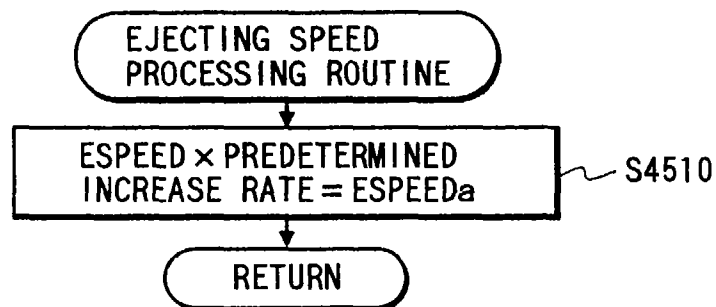 EJECTING SPEED
PROCESSING ROUTINE
ESPEED × PREDETERMINED
INCREASE RATE = ESPEEDa
S4510
RETURN